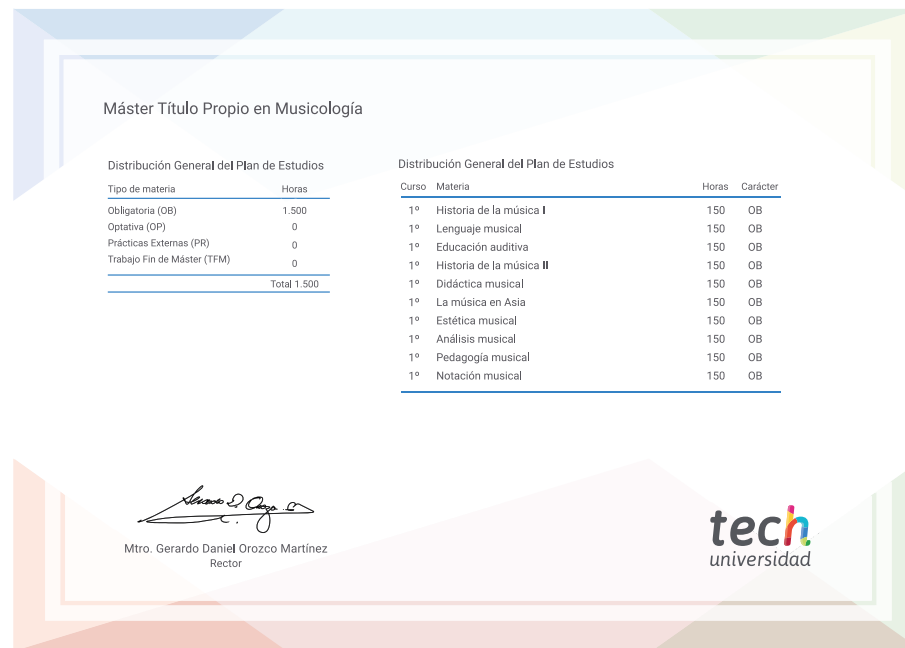 Máster Título Propio en Musicología
Distribución General del Plan de Estudios
Tipo de materia Horas
Obligatoria (OB) 1.500
Optativa (OP) 0
Prácticas Externas (PR) 0
Trabajo Fin de Máster (TFM) 0
Total 1.500
Distribución General del Plan de Estudios
Curso Materia Horas Carácter
1º Historia de la música I 150 OB
1º Lenguaje musical 150 OB
1º Educación auditiva 150 OB
1º Historia de la música II 150 OB
1º Didáctica musical 150 OB
1º La música en Asia 150 OB
1º Estética musical 150 OB
1º Análisis musical 150 OB
1º Pedagogía musical 150 OB
1º Notación musical 150 OB
Mtro. Gerardo Daniel Orozco Martínez
Rector
tech
universidad